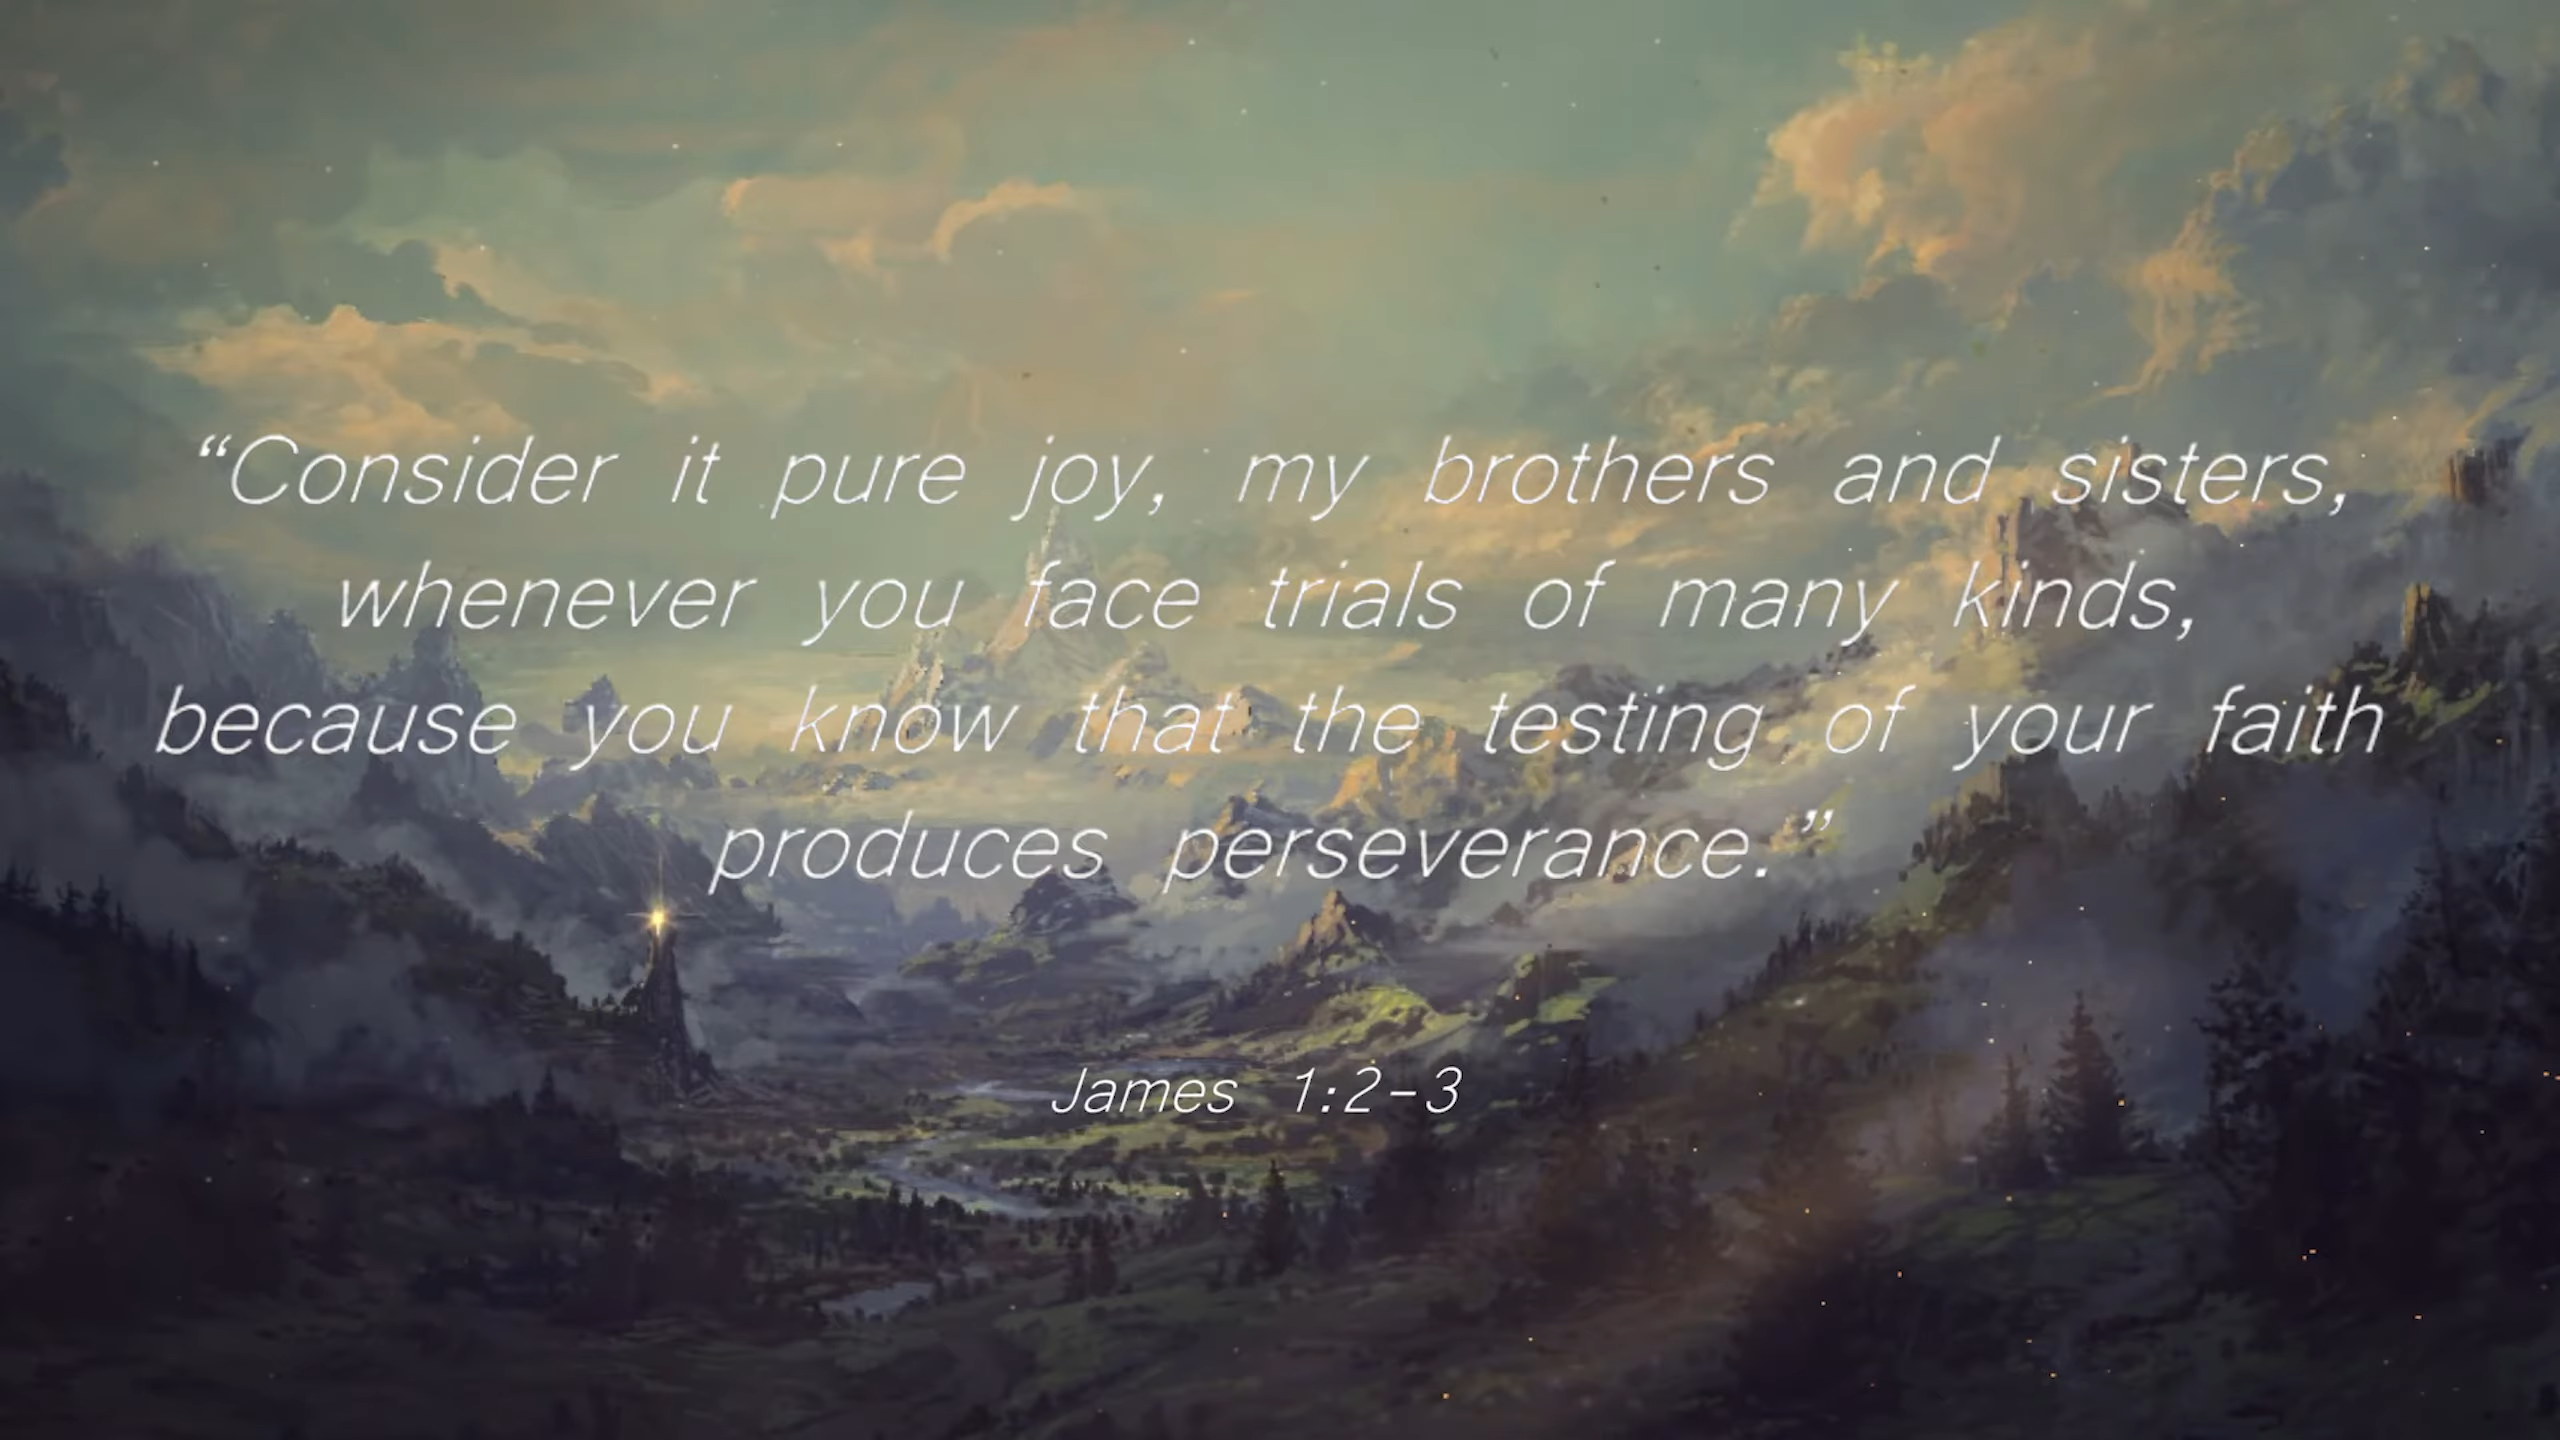 “Consider it pure joy, my brothers and sisters,
whenever you face trials of many kinds,
because you know that the testing of your faith
produces perseverance.”
James 1:2-3